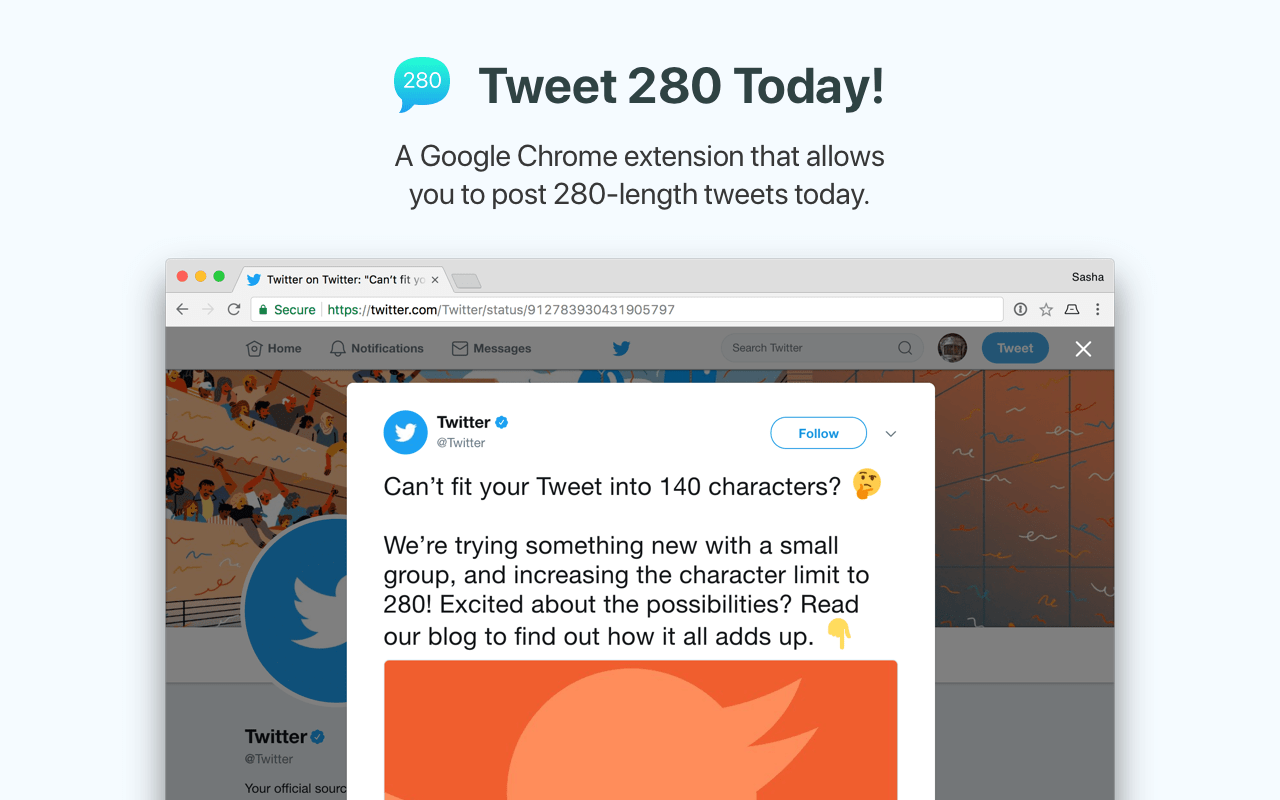 280
Tweet 280 Today!
A Google Chrome extension that allows
you to post 280-length tweets today.
Twitter on Twitter: "Can't fit yo
Sasha
Secure
https://twitter.com/Twitter/status/912783930431905797
Home
Notifications
Messages
Search Twitter
Tweet
Twitter
@Twitter
Follow
Can’t fit your Tweet into 140 characters? 🤔
We’re trying something new with a small
group, and increasing the character limit to
280! Excited about the possibilities? Read
our blog to find out how it all adds up. 👇
Twitter
@Twitter
Your official sourc